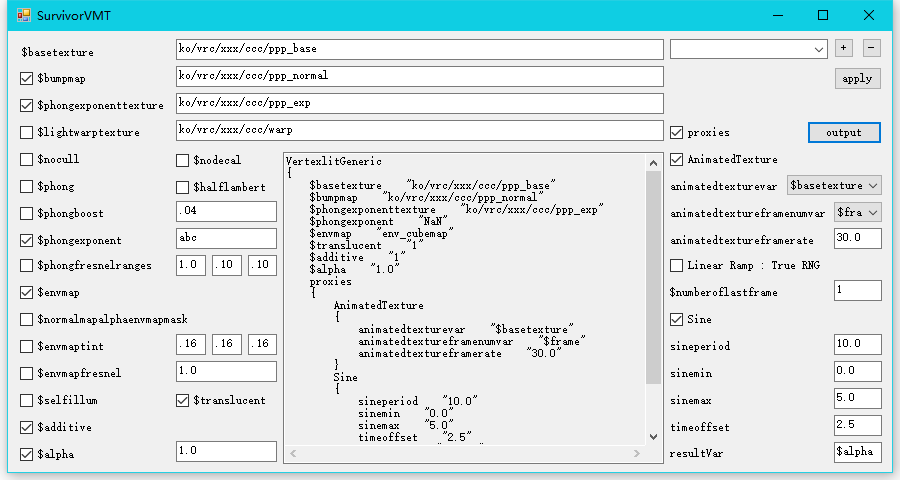 SurvivorVMT
$basetexture
ko/vrc/xxx/ccc/ppp_base
+
-
$bumpmap
ko/vrc/xxx/ccc/ppp_normal
apply
$phongexponenttexture
ko/vrc/xxx/ccc/ppp_exp
$lightwarptexture
ko/vrc/xxx/ccc/warp
proxies
output
$nocull
$nodecal
$phong
$halflambert
$phongboost
.04
$phongexponent
abc
$phongfresnelranges
1.0
.10
.10
$envmap
$normalmapalphaenvmapmask
$envmaptint
.16
.16
.16
$envmapfresnel
1.0
$selfillum
$translucent
$additive
$alpha
1.0
VertexlitGeneric
{
$basetexture "ko/vrc/xxx/ccc/ppp_base"
$bumpmap "ko/vrc/xxx/ccc/ppp_normal"
$phongexponenttexture "ko/vrc/xxx/ccc/ppp_exp"
$phongexponent "NaN"
$envmap "env_cubemap"
$translucent "1"
$additive "1"
$alpha "1.0"
proxies
{
AnimatedTexture
{
animatedtexturevar "$basetexture"
animatedtextureframenumvar "$frame"
animatedtextureframerate "30.0"
}
Sine
{
sineperiod "10.0"
sinemin "0.0"
sinemax "5.0"
timeoffset "2.5"
AnimatedTexture
animatedtexturevar
$basetexture
animatedtextureframenumvar
$fra
animatedtextureframerate
30.0
Linear Ramp : True RNG
$numberoflastframe
1
Sine
sineperiod
10.0
sinemin
0.0
sinemax
5.0
timeoffset
2.5
resultVar
$alpha